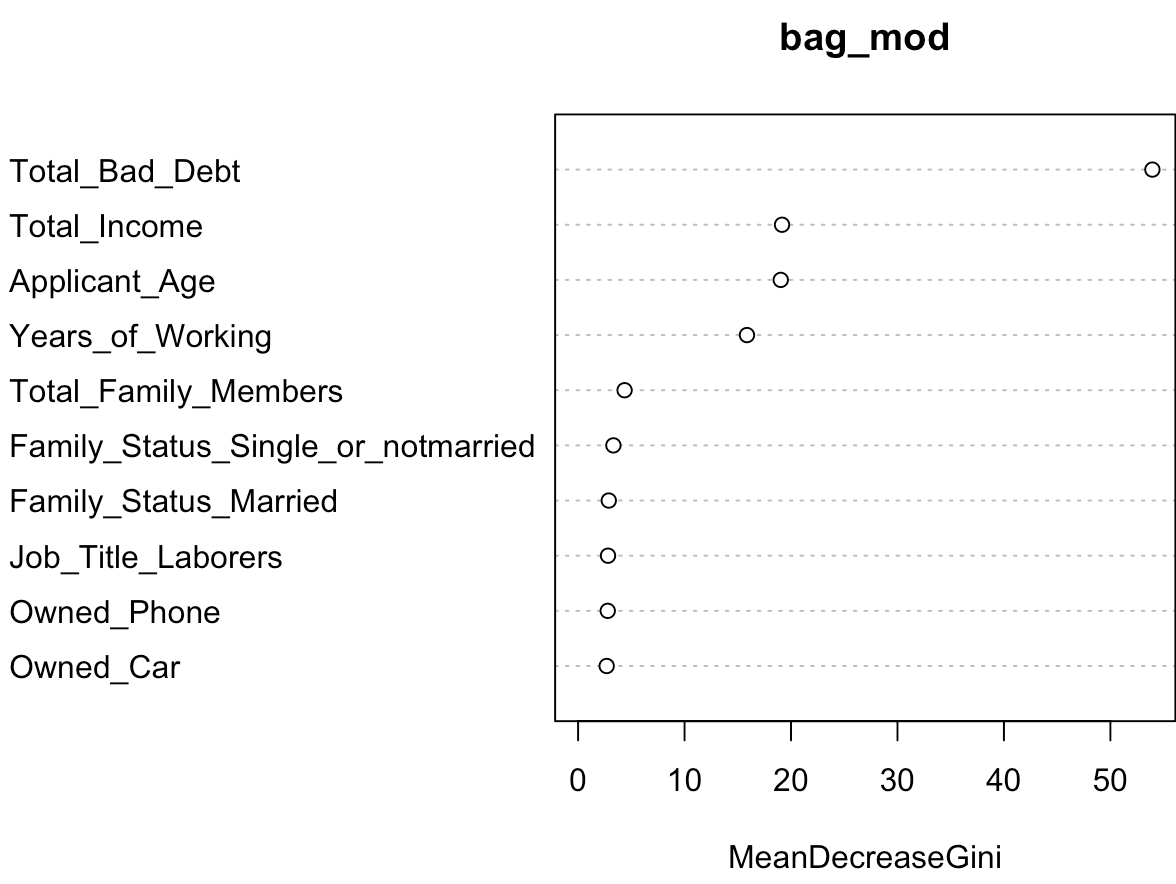 bag_mod
Total_Bad_Debt
Total_Income
Applicant_Age
Years_of_Working
Total_Family_Members
Family_Status_Single_or_notmarried
Family_Status_Married
Job_Title_Laborers
Owned_Phone
Owned_Car
0 10 20 30 40 50
MeanDecreaseGini